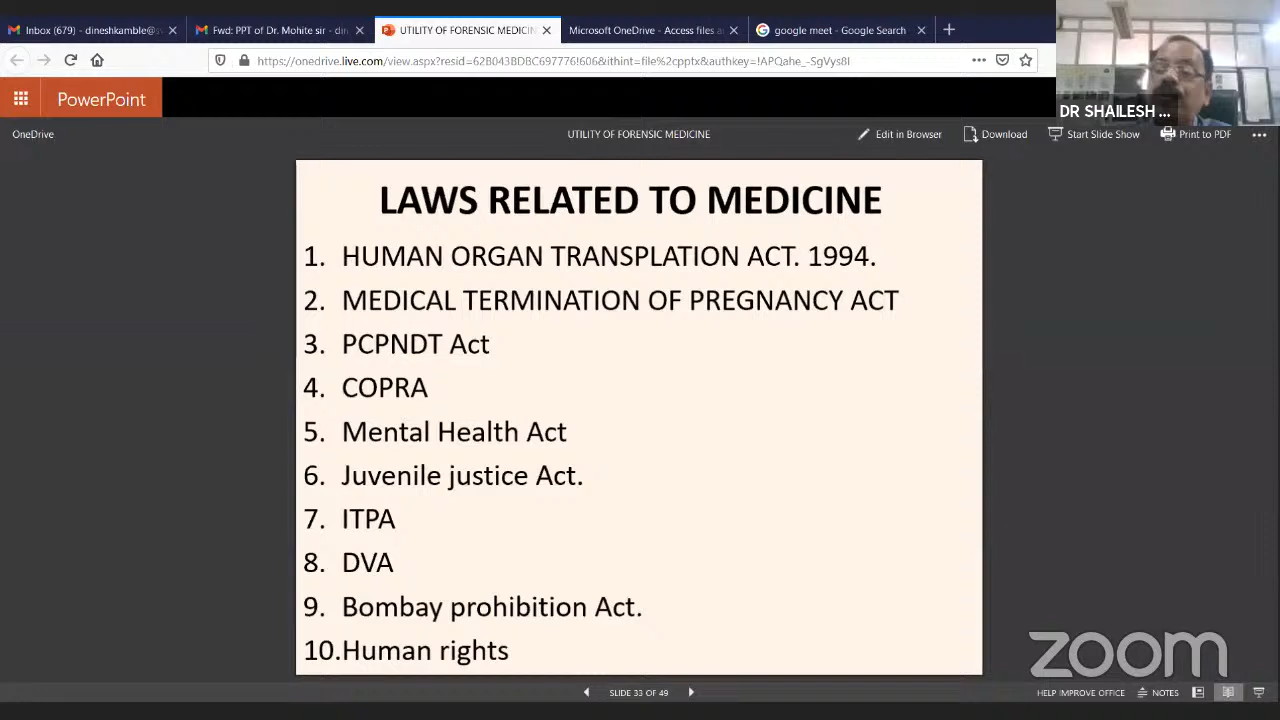 Inbox (679) - dineshkamble@s
Fwd: PPT of Dr. Mohite sir - din
UTILITY OF FORENSIC MEDICINE
Microsoft OneDrive - Access files a
google meet - Google Search
https://onedrive.live.com/view.aspx?resid=62B043BDBC697776!606&ithint=file%2cpptx&authkey=!APQahe_-SgVys8I
DR SHAILESH ...
PowerPoint
OneDrive
UTILITY OF FORENSIC MEDICINE
Edit in Browser
Download
Start Slide Show
Print to PDF
LAWS RELATED TO MEDICINE
1. HUMAN ORGAN TRANSPLATION ACT. 1994.
2. MEDICAL TERMINATION OF PREGNANCY ACT
3. PCPNDT Act
4. COPRA
5. Mental Health Act
6. Juvenile justice Act.
7. ITPA
8. DVA
9. Bombay prohibition Act.
10.Human rights
zoom
SLIDE 33 OF 49
HELP IMPROVE OFFICE
NOTES